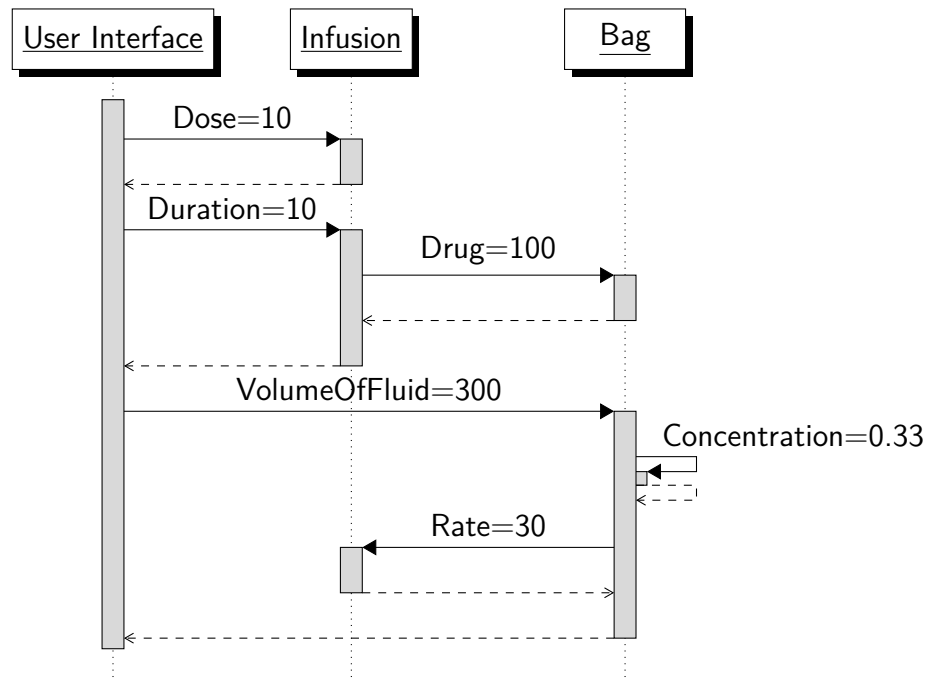 User Interface
Infusion
Bag
Dose=10
Duration=10
Drug=100
VolumeOfFluid=300
Concentration=0.33
Rate=30